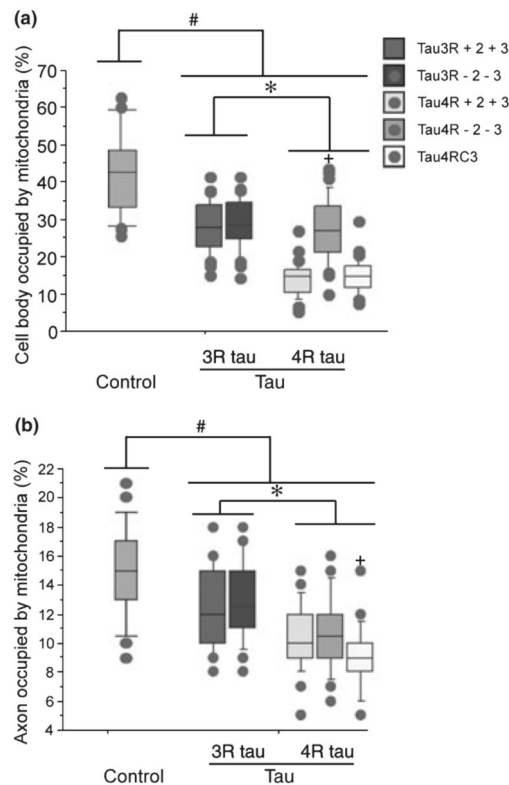 (a)
#
*
+
Tau3R + 2 + 3
Tau3R - 2 - 3
Tau4R + 2 + 3
Tau4R - 2 - 3
Tau4RC3
Cell body occupied by mitochondria (%)
70
60
50
40
30
20
10
0
3R tau 4R tau
Control Tau
(b)
#
*
+
Axon occupied by mitochondria (%)
22
20
18
16
14
12
10
8
6
4
3R tau 4R tau
Control Tau